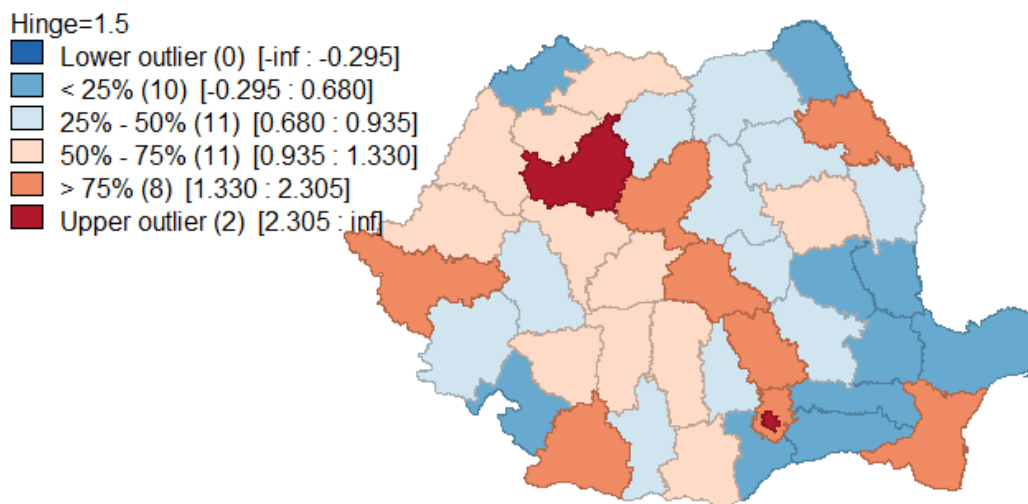 Hinge=1.5
Lower outlier (0) [-inf : -0.295]
< 25% (10) [-0.295 : 0.680]
25% - 50% (11) [0.680 : 0.935]
50% - 75% (11) [0.935 : 1.330]
> 75% (8) [1.330 : 2.305]
Upper outlier (2) [2.305 : inf]